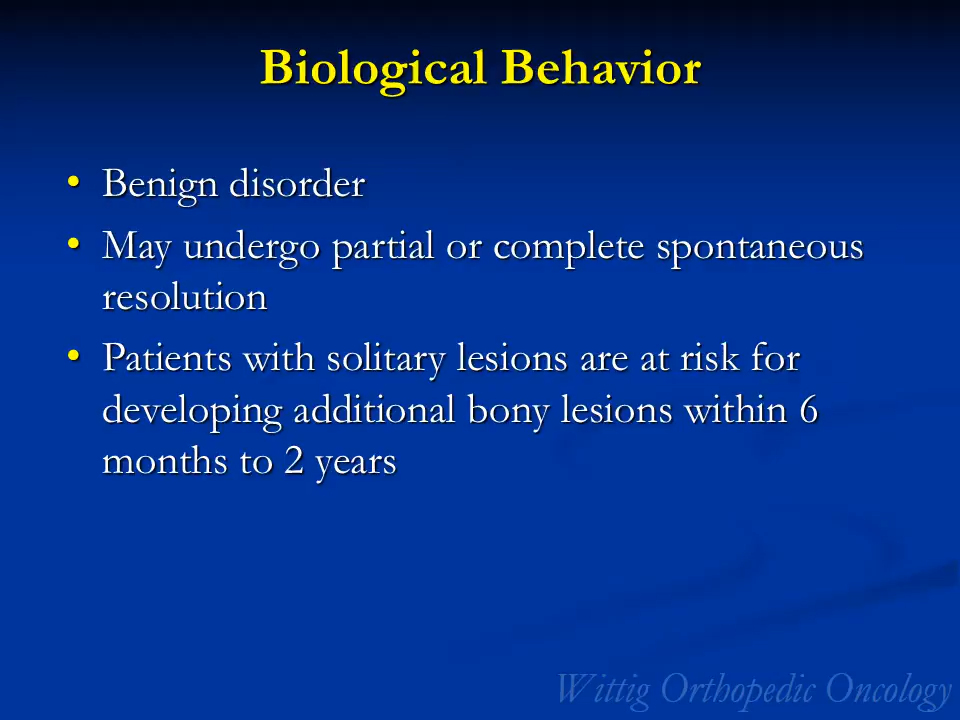 Biological Behavior
• Benign disorder
• May undergo partial or complete spontaneous
resolution
• Patients with solitary lesions are at risk for
developing additional bony lesions within 6
months to 2 years
Wittig Orthopedic Oncology